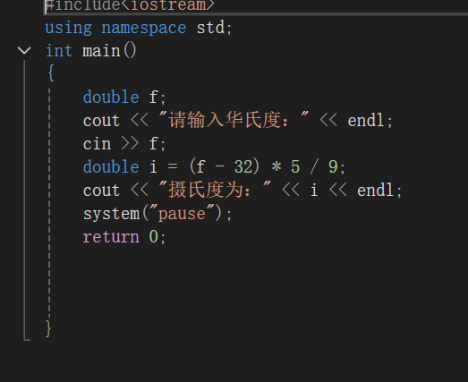 #include<iostream>
using namespace std;
int main()
{
double f;
cout << "请输入华氏度：" << endl;
cin >> f;
double i = (f - 32) * 5 / 9;
cout << "摄氏度为：" << i << endl;
system("pause");
return 0;
}